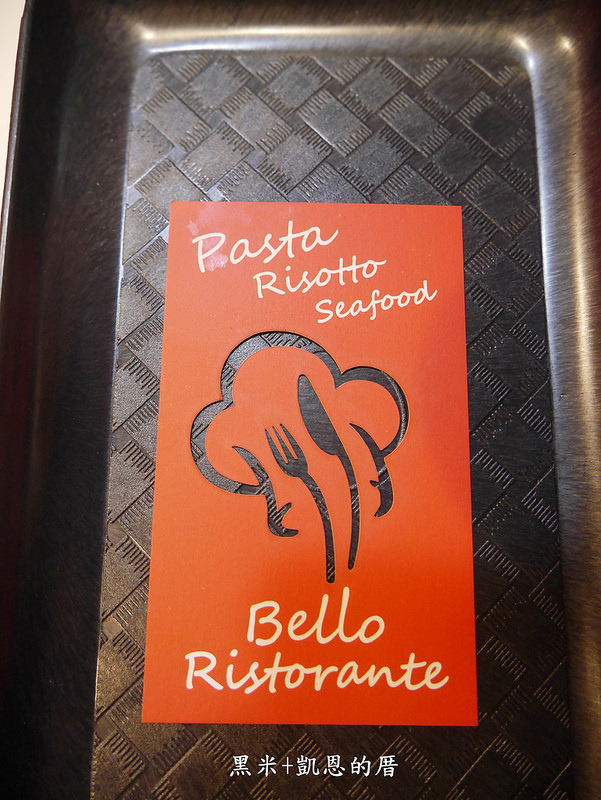 Pasta
Risotto
Seafood
Bello
Ristorante
黑米+凱恩的厝